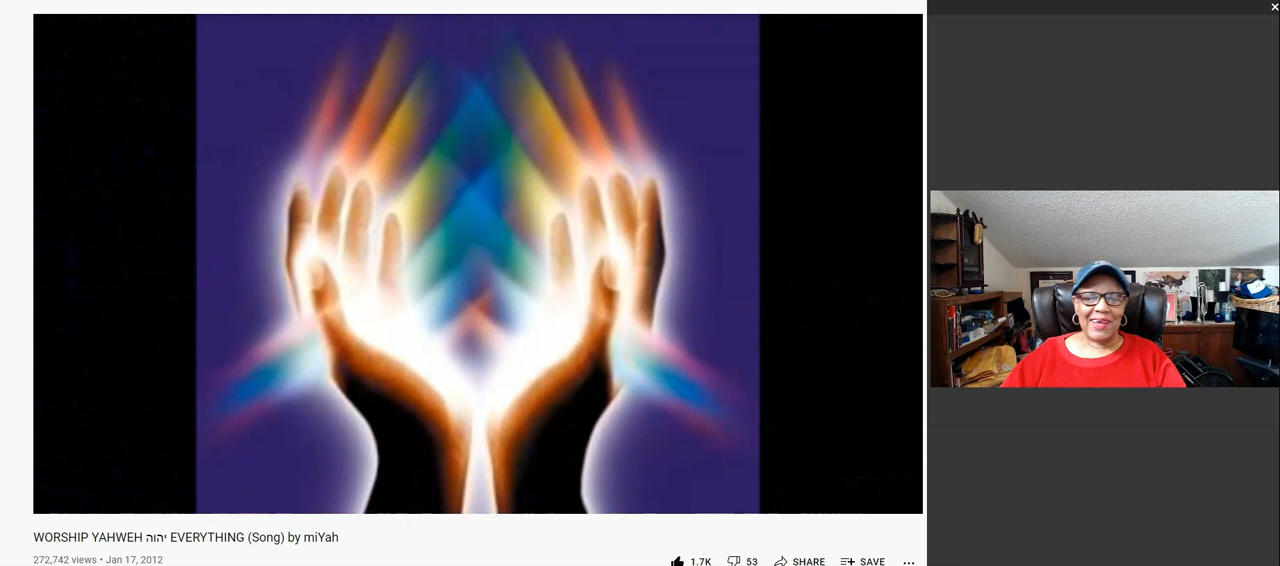 WORSHIP YAHWEH יהוה EVERYTHING (Song) by miYah
272,742 views • Jan 17, 2012
1.7K
53
SHARE
SAVE